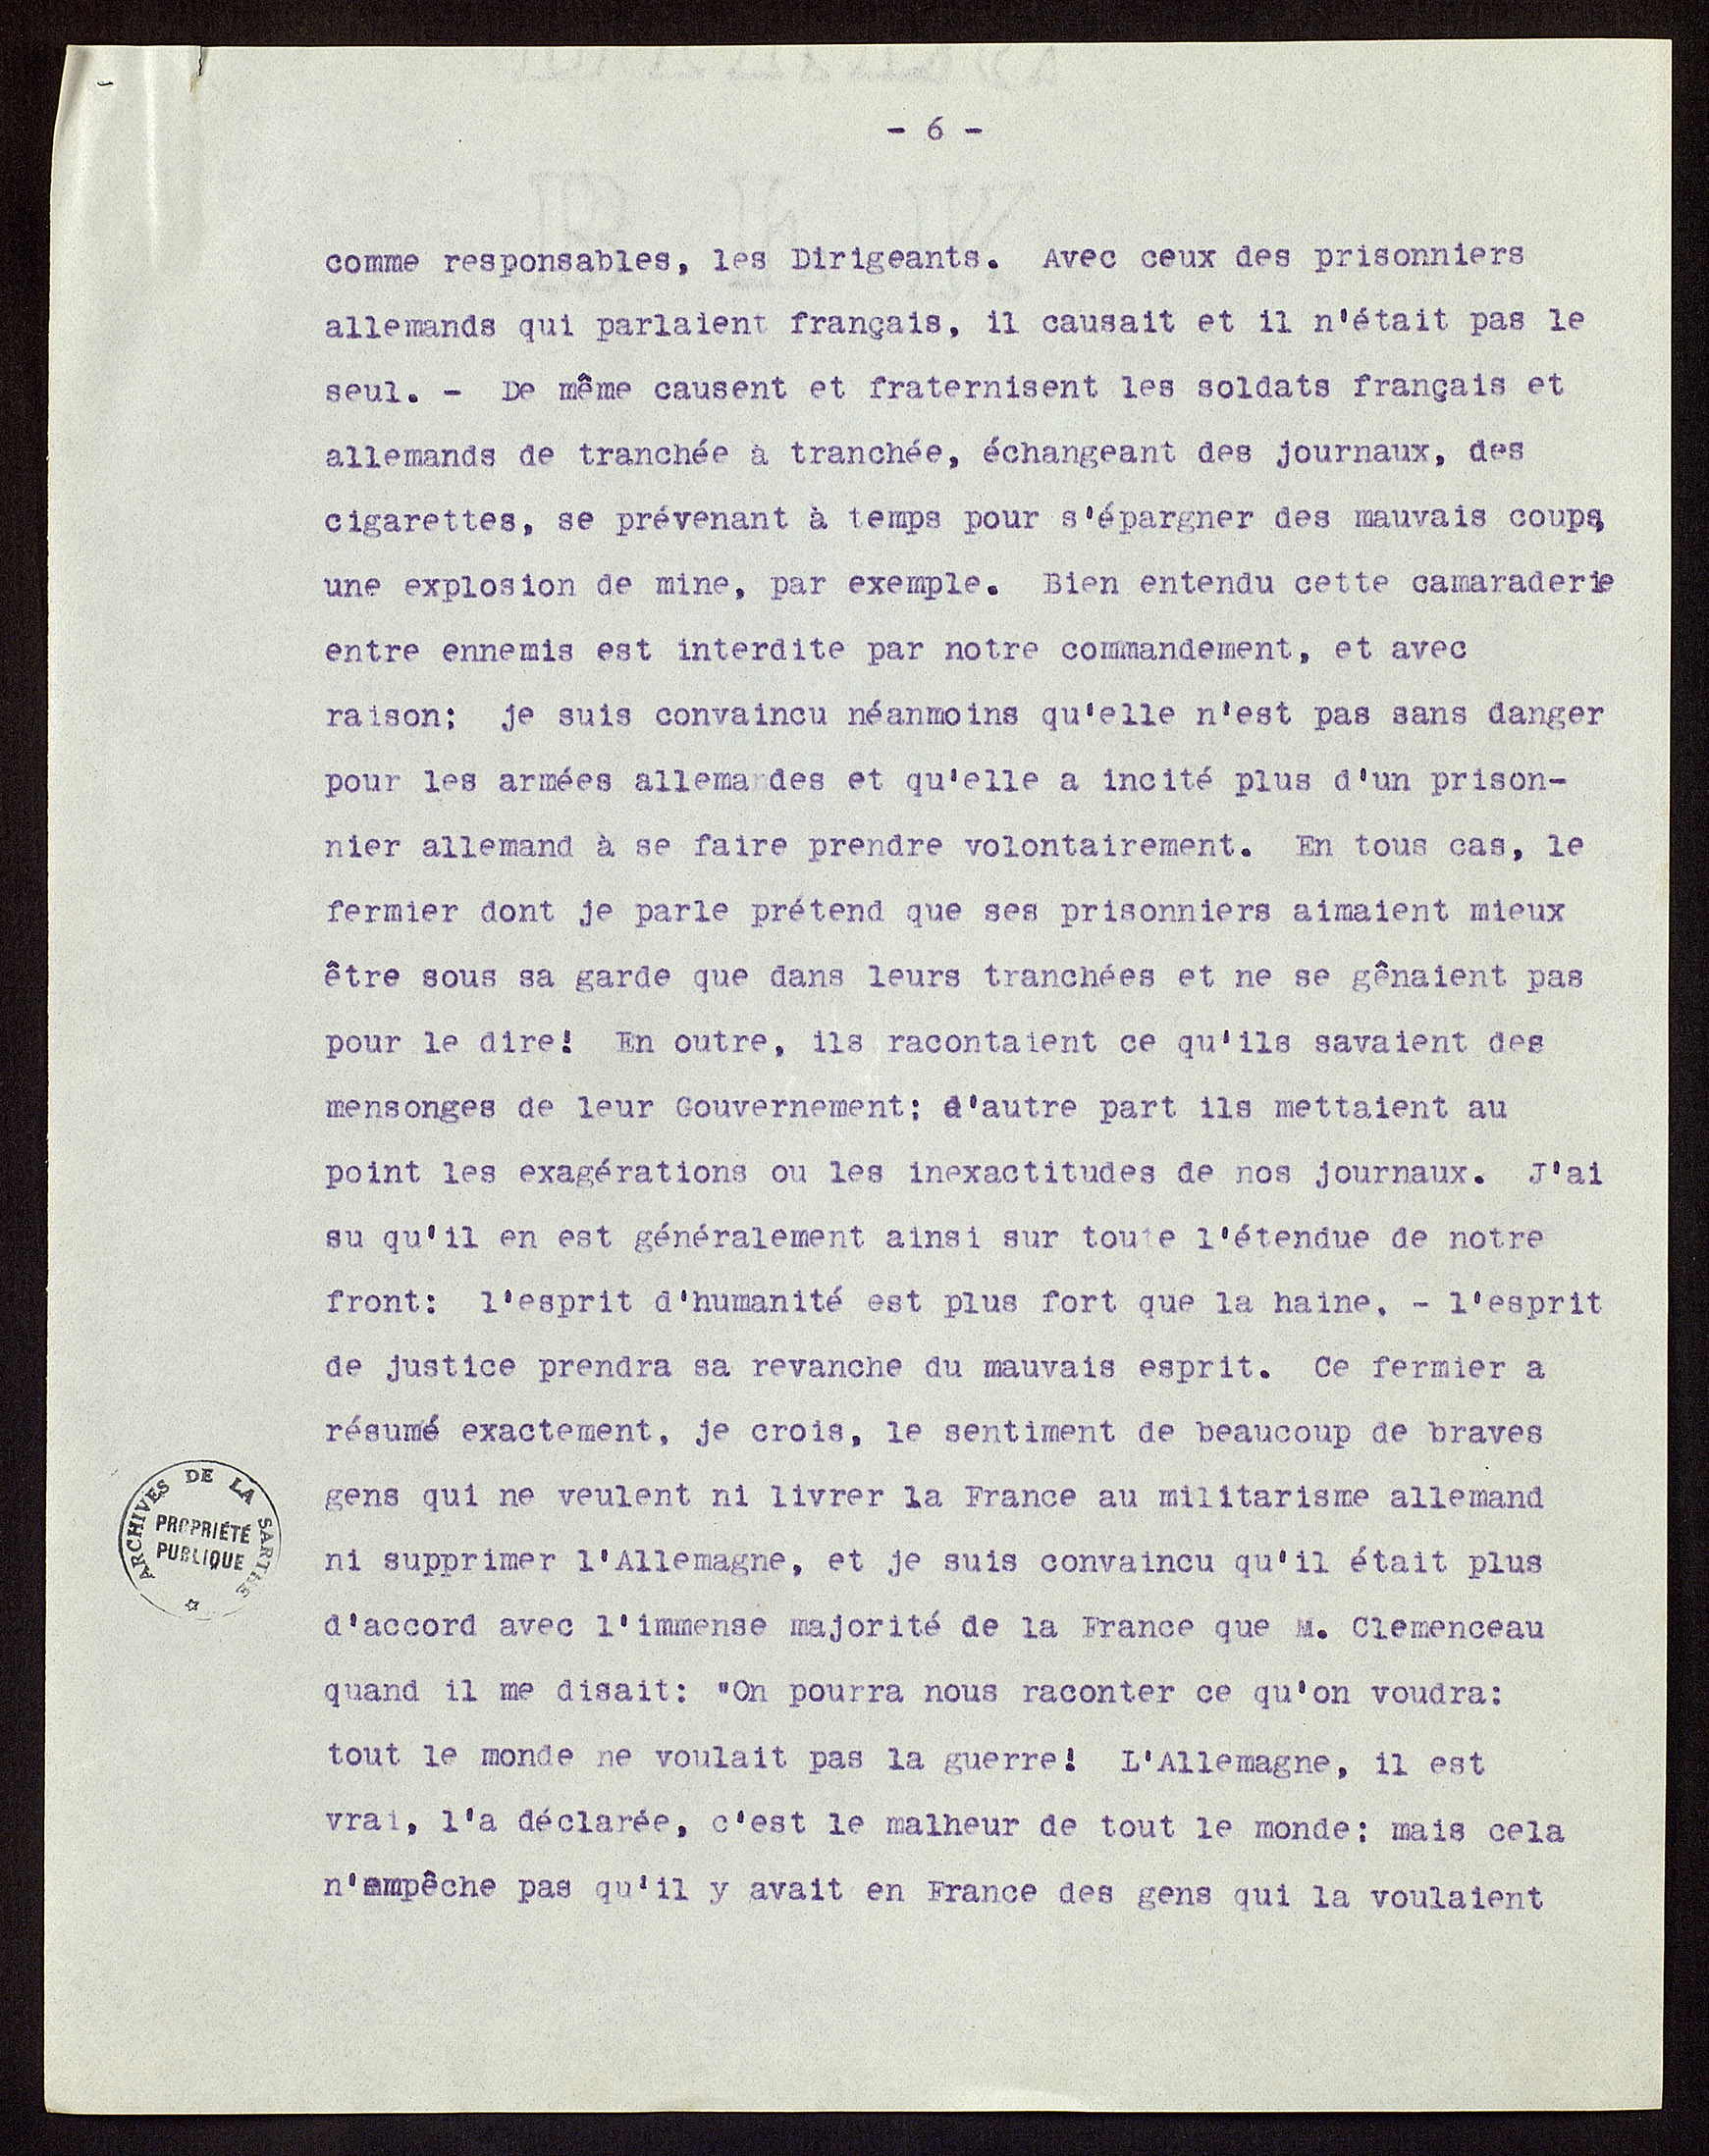 - 6 -
comme responsables, les Dirigeants. Avec ceux des prisonniers
allemands qui parlaient français, il causait et il n'était pas le
seul. - De même causent et fraternisent les soldats français et
allemands de tranchée à tranchée, échangeant des journaux, des
cigarettes, se prévenant à temps pour s'épargner des mauvais coups,
une explosion de mine, par exemple. Bien entendu cette camaraderie
entre ennemis est interdite par notre commandement, et avec
raison; je suis convaincu néanmoins qu'elle n'est pas sans danger
pour les armées allemandes et qu'elle a incité plus d'un prison-
nier allemand à se faire prendre volontairement. En tous cas, le
fermier dont je parle prétend que ses prisonniers aimaient mieux
être sous sa garde que dans leurs tranchées et ne se gênaient pas
pour le dire! En outre, ils racontaient ce qu'ils savaient des
mensonges de leur Gouvernement; d'autre part ils mettaient au
point les exagérations ou les inexactitudes de nos journaux. J'ai
su qu'il en est généralement ainsi sur toute l'étendue de notre
front: l'esprit d'humanité est plus fort que la haine, - l'esprit
de justice prendra sa revanche du mauvais esprit. Ce fermier a
résumé exactement, je crois, le sentiment de beaucoup de braves
gens qui ne veulent ni livrer la France au militarisme allemand
ni supprimer l'Allemagne, et je suis convaincu qu'il était plus
d'accord avec l'immense majorité de la France que M. Clemenceau
quand il me disait: "On pourra nous raconter ce qu'on voudra:
tout le monde ne voulait pas la guerre! L'Allemagne, il est
vrai, l'a déclarée, c'est le malheur de tout le monde: mais cela
n'empêche pas qu'il y avait en France des gens qui la voulaient
ARCHIVES DE LA SARTHE
PROPRIÉTÉ
PUBLIQUE